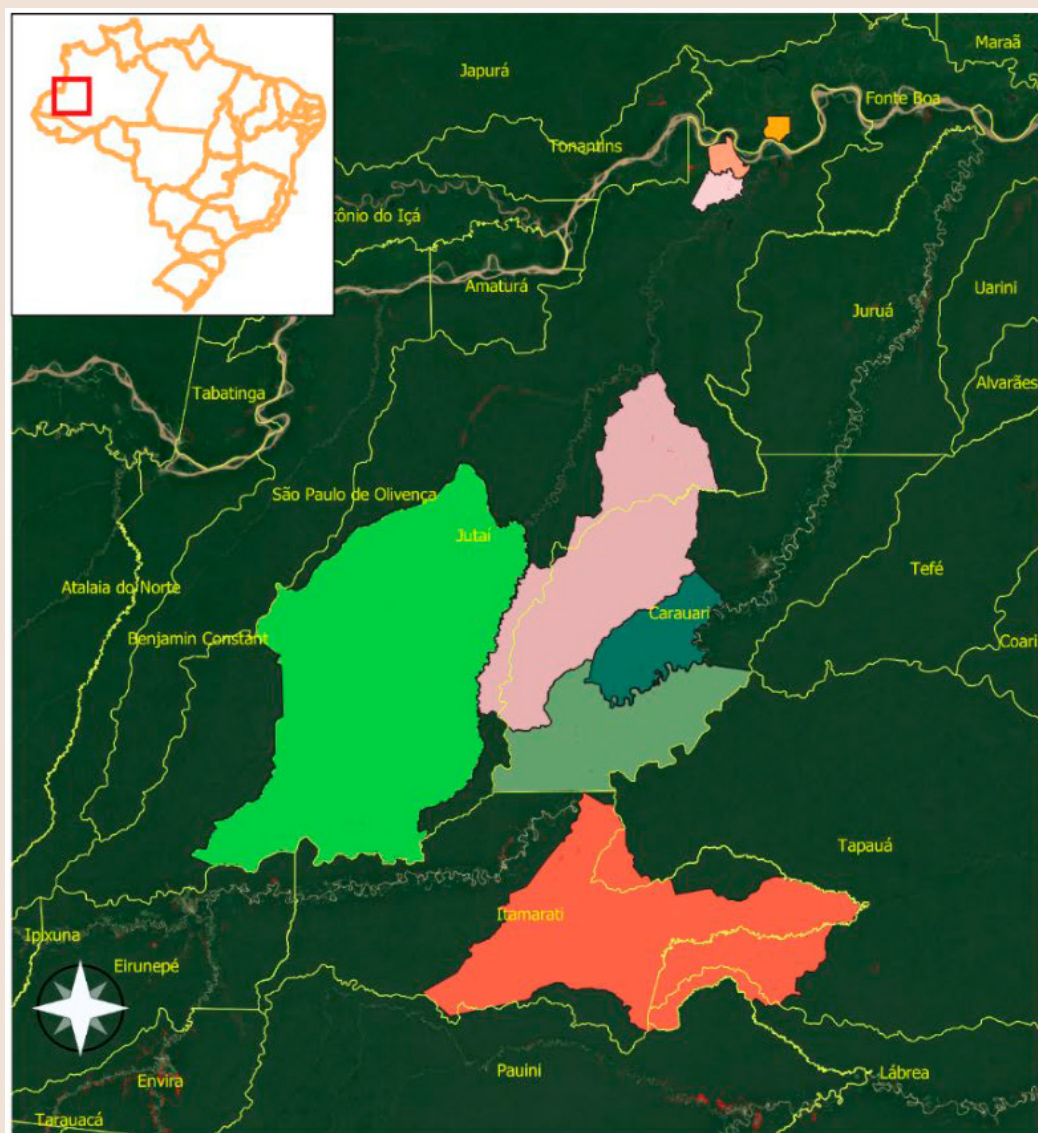 Maraã
Japurá
Fonte Boa
Tonantins
tônio do Içá
Amaturá
Uarini
Juruá
Alvarães
Tabatinga
São Paulo de Olivença
Jutaí
Tefé
Atalaia do Norte
Carauari
Benjamin Constant
Coari
Tapauá
Itamarati
Ipixuna
Eirunepé
Pauini
Lábrea
Envira
Tarauacá